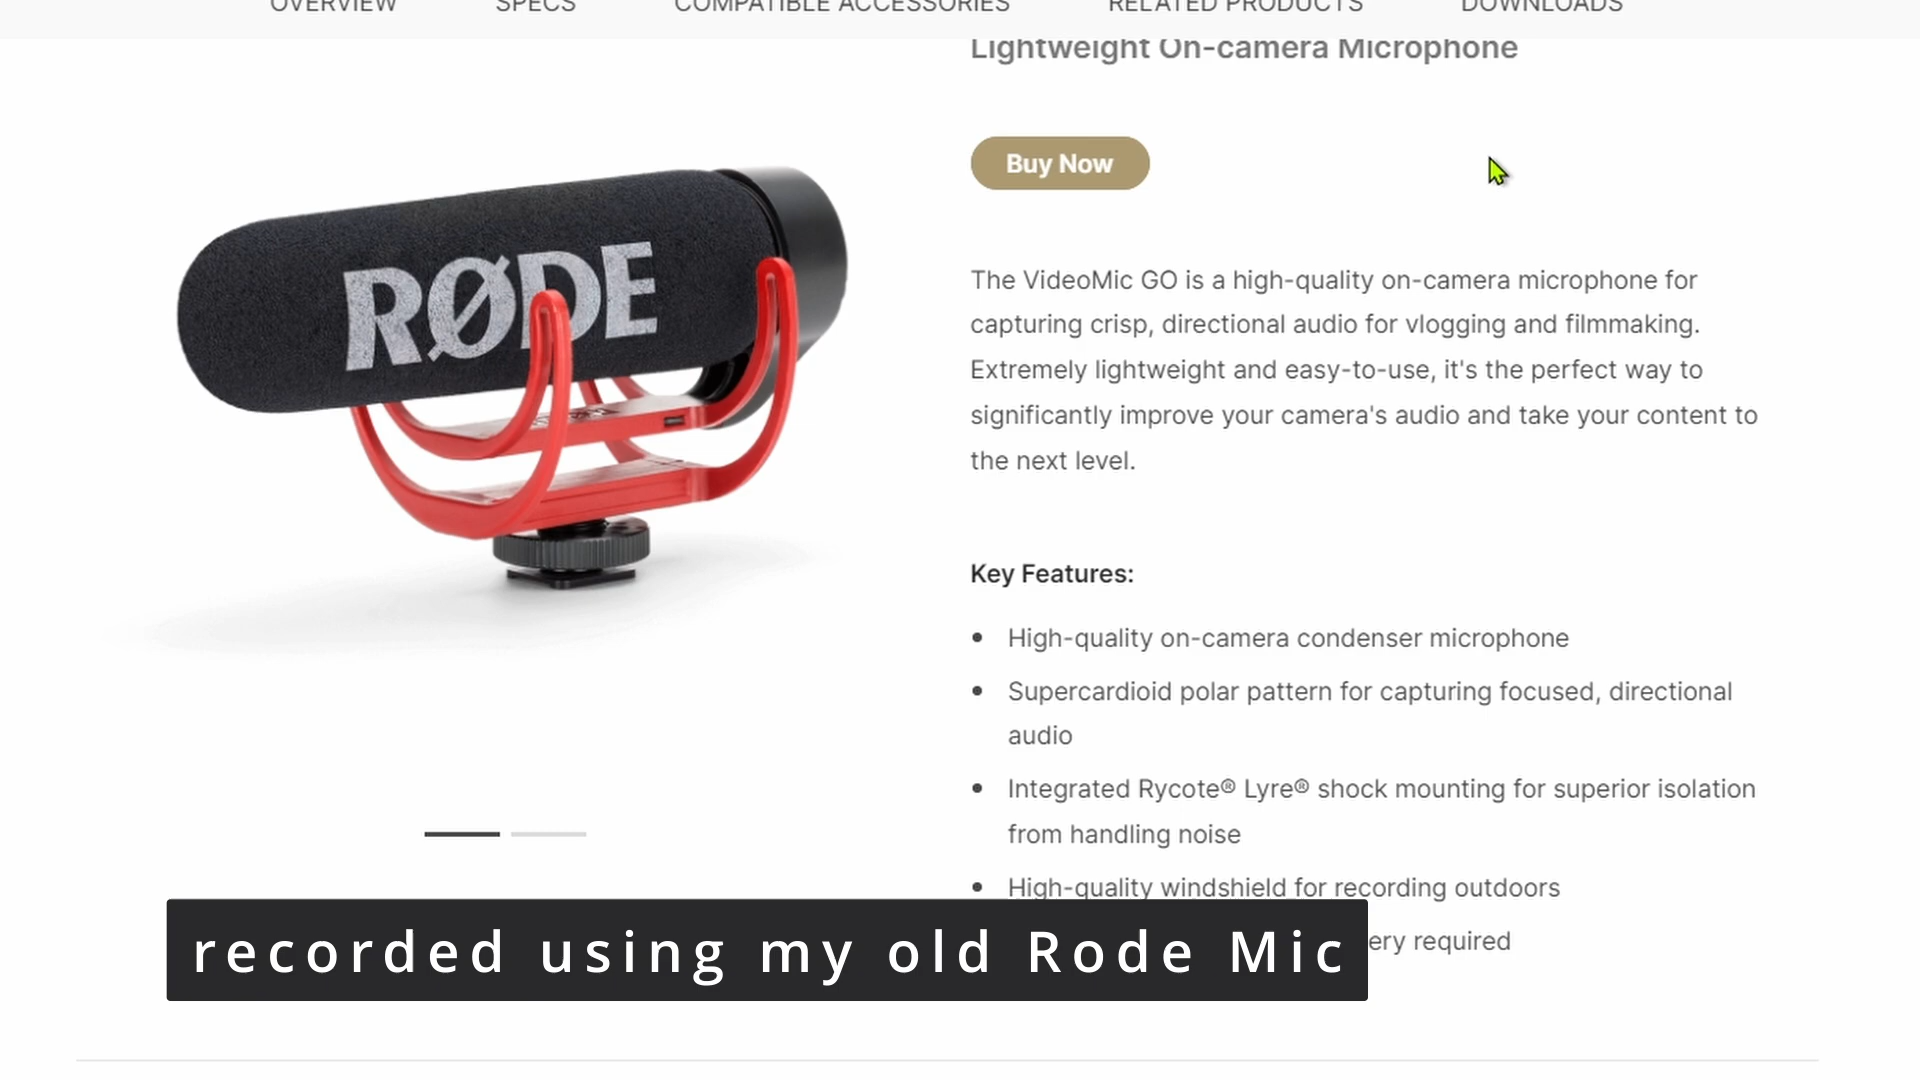 OVERVIEW SPECS COMPATIBLE ACCESSORIES RELATED PRODUCTS DOWNLOADS
Lightweight On-camera Microphone
Buy Now
RØDE
The VideoMic GO is a high-quality on-camera microphone for
capturing crisp, directional audio for vlogging and filmmaking.
Extremely lightweight and easy-to-use, it's the perfect way to
significantly improve your camera's audio and take your content to
the next level.
Key Features:
• High-quality on-camera condenser microphone
• Supercardioid polar pattern for capturing focused, directional
audio
• Integrated Rycote® Lyre® shock mounting for superior isolation
from handling noise
• High-quality windshield for recording outdoors
required
recorded using my old Rode Mic